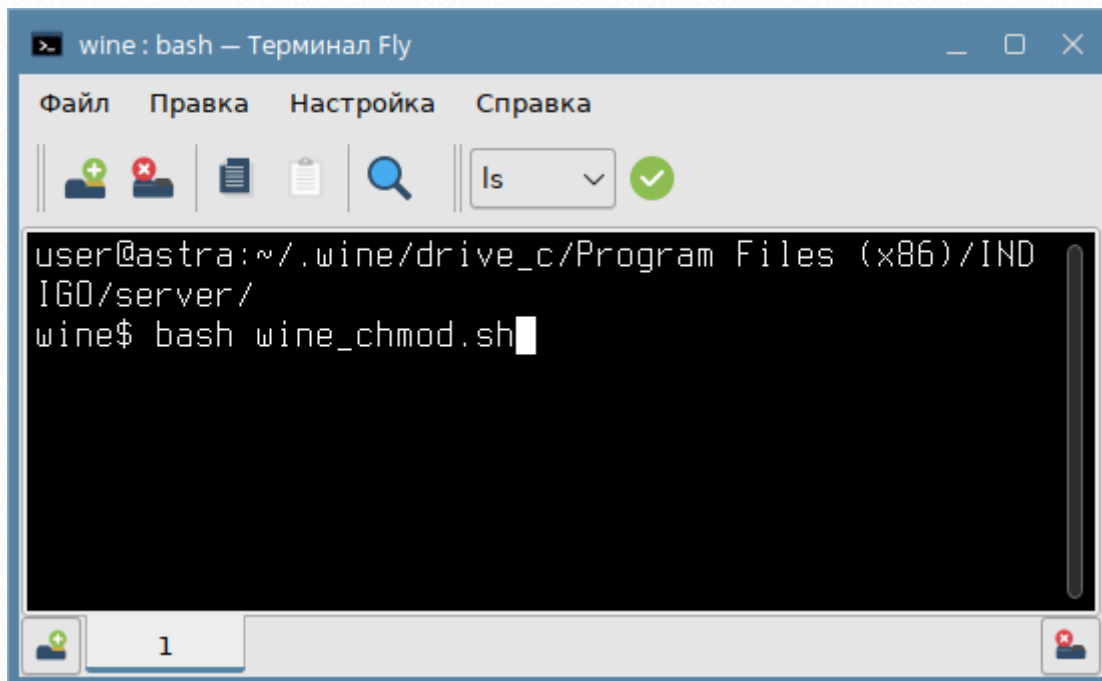 wine : bash — Терминал Fly
Файл Правка Настройка Справка
ls
user@astra:~/.wine/drive_c/Program Files (x86)/IND
IGO/server/
wine$ bash wine_chmod.sh
1